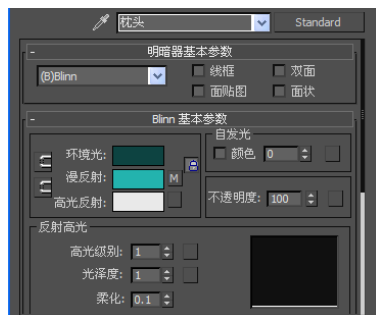 枕头 Standard
- 明暗器基本参数
(B)Blinn 线框 双面
面贴图 面状
- Blinn 基本参数
自发光
环境光: 颜色 0
漫反射: M
高光反射: 不透明度: 100
反射高光
高光级别: 1
光泽度: 1
柔化: 0.1